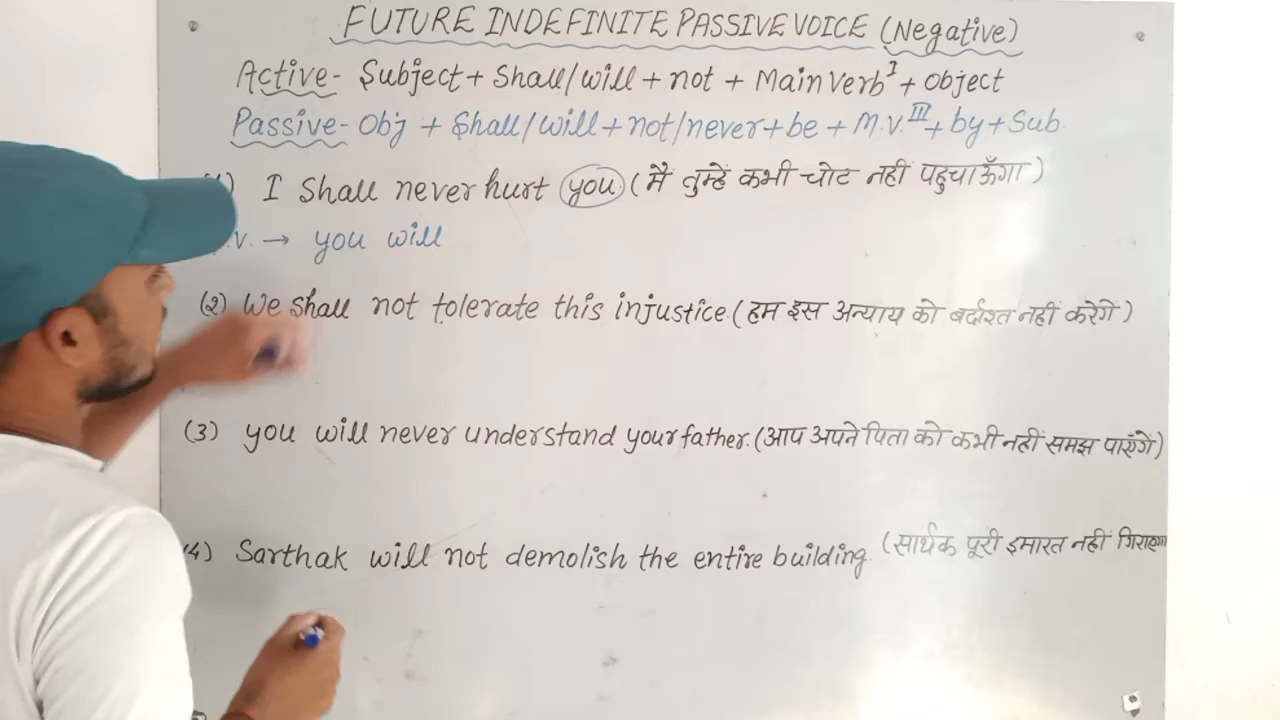 FUTURE INDEFINITE PASSIVE VOICE (Negative)
Active- Subject + Shall/will + not + Main Verb I + object
Passive- Obj + Shall/will + not/never + be + M.V. III + by + Sub.
I Shall never hurt you (मै तुम्हे कभी चोट नही पहुचाऊँगा)
V. → you will
(2) We shall not tolerate this injustice. (हम इस अन्याय को बर्दाश्त नहीं करेगे)
(3) you will never understand your father. (आप अपने पिता को कभी नहीं समझ पाएँगे)
4) Sarthak will not demolish the entire building. (सार्थक पूरी इमारत नहीं गिराएगा